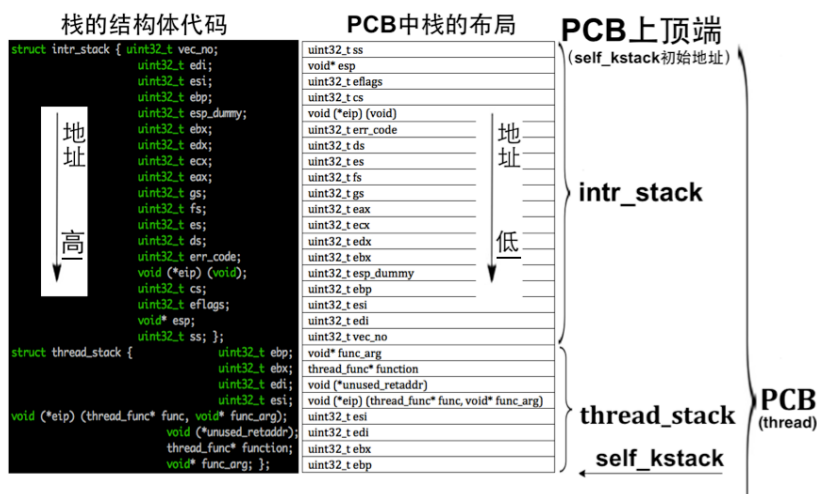 栈的结构体代码
struct intr_stack { uint32_t vec_no;
uint32_t edi;
uint32_t esi;
uint32_t ebp;
uint32_t esp_dummy;
uint32_t ebx;
uint32_t edx;
uint32_t ecx;
uint32_t eax;
uint32_t gs;
uint32_t fs;
uint32_t es;
uint32_t ds;
uint32_t err_code;
void (*eip) (void);
uint32_t cs;
uint32_t eflags;
void* esp;
uint32_t ss; };
struct thread_stack { uint32_t ebp;
uint32_t ebx;
uint32_t edi;
uint32_t esi;
void (*eip) (thread_func* func, void* func_arg);
void (*unused_retaddr);
thread_func* function;
void* func_arg; };
地址
高
PCB中栈的布局
uint32_t ss
void* esp
uint32_t eflags
uint32_t cs
void (*eip) (void)
uint32_t err_code
uint32_t ds
uint32_t es
uint32_t fs
uint32_t gs
uint32_t eax
uint32_t ecx
uint32_t edx
uint32_t ebx
uint32_t esp_dummy
uint32_t ebp
uint32_t esi
uint32_t edi
uint32_t vec_no
void* func_arg
thread_func* function
void (*unused_retaddr)
void (*eip) (thread_func* func, void* func_arg)
uint32_t esi
uint32_t edi
uint32_t ebx
uint32_t ebp
地址
低
PCB上顶端
（self_kstack初始地址）
intr_stack
thread_stack
self_kstack
PCB
(thread)